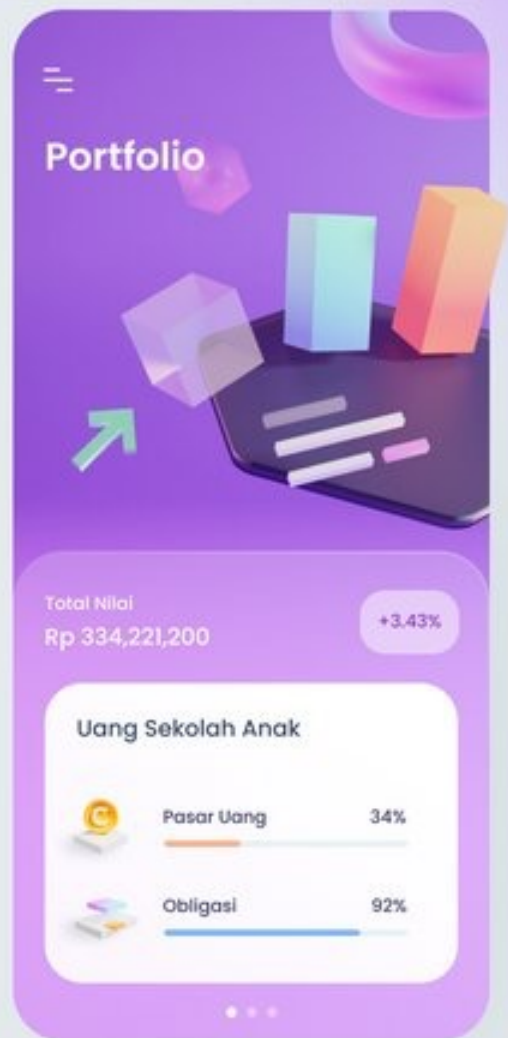 Portfolio
Total Nilai
Rp 334,221,200
+3.43%
Uang Sekolah Anak
Pasar Uang 34%
Obligasi 92%